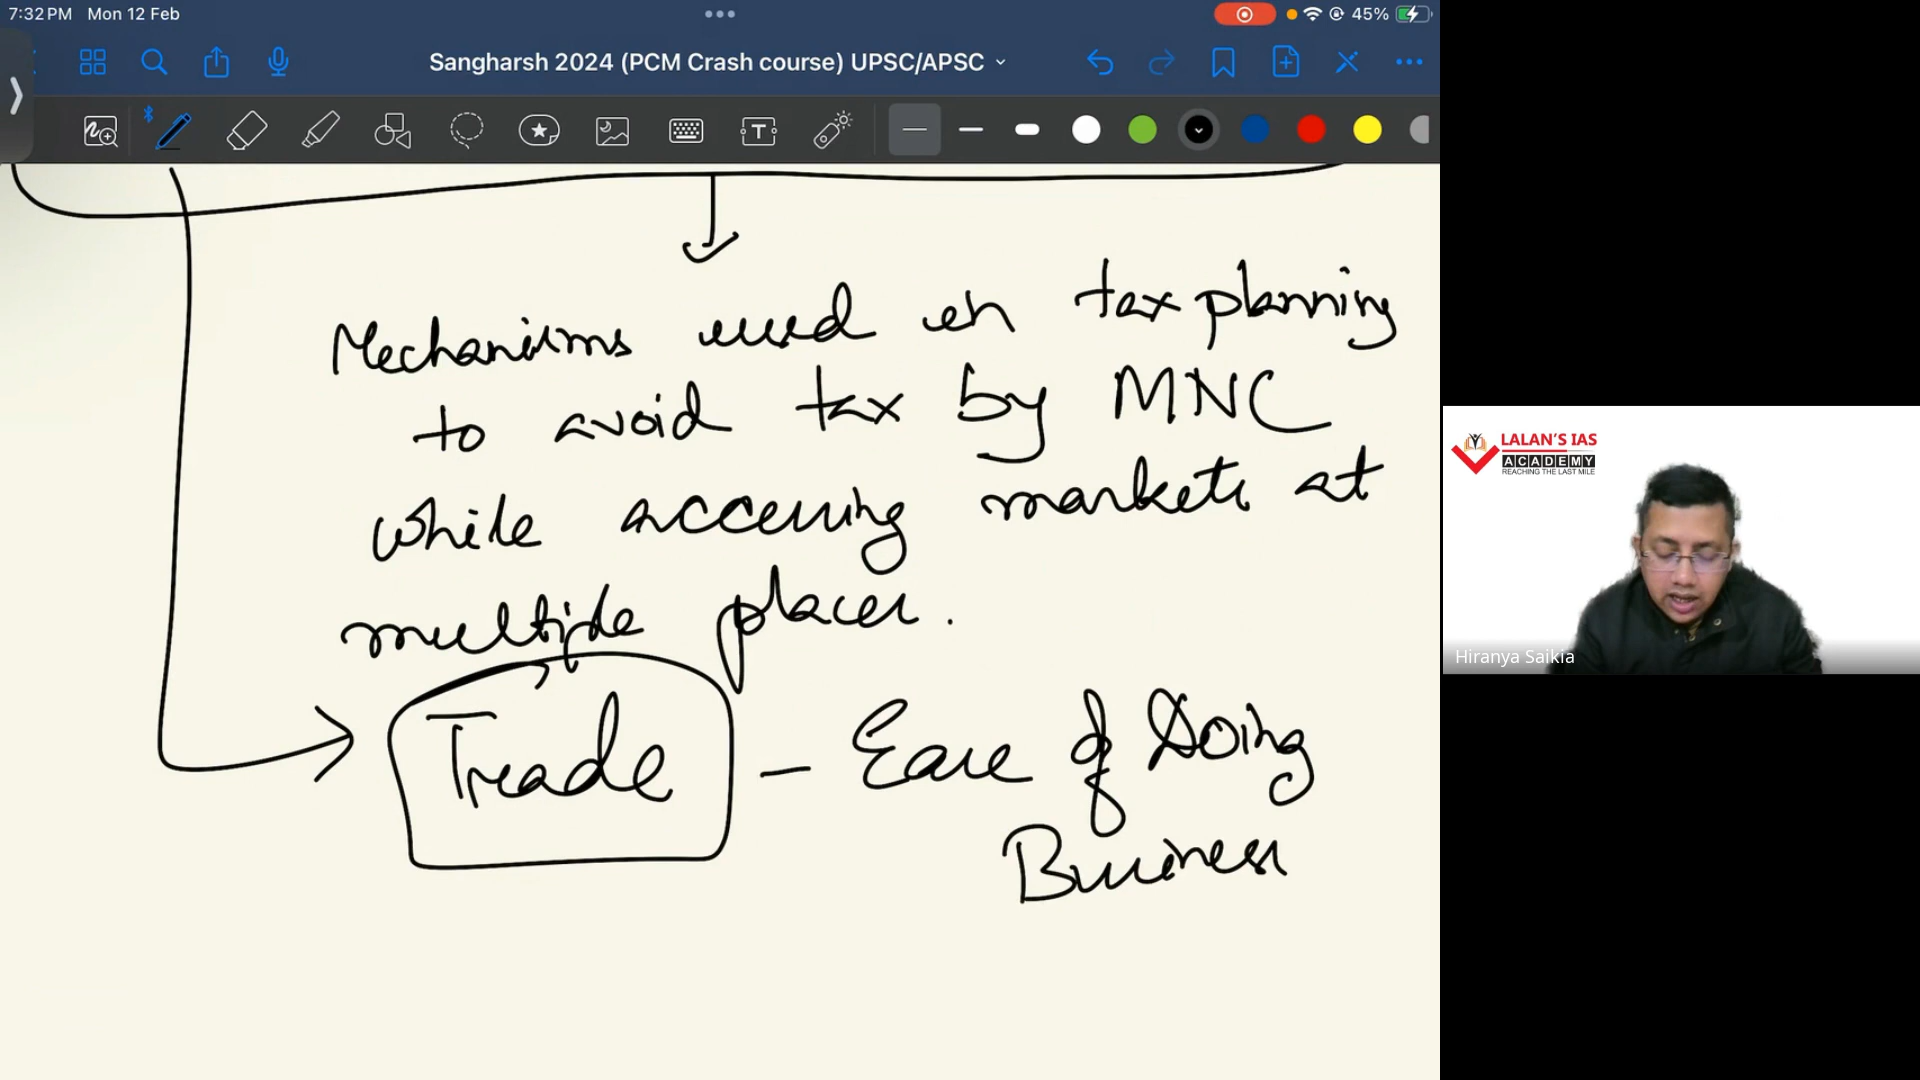 7:32 PM Mon 12 Feb
45%
Sangharsh 2024 (PCM Crash course) UPSC/APSC
T
Mechanisms used in tax planning
to avoid tax by MNC
while accessing markets at
multiple places.
Trade - Ease of Doing
Business
LALAN'S IAS
ACADEMY
REACHING THE LAST MILE
Hiranya Saikia